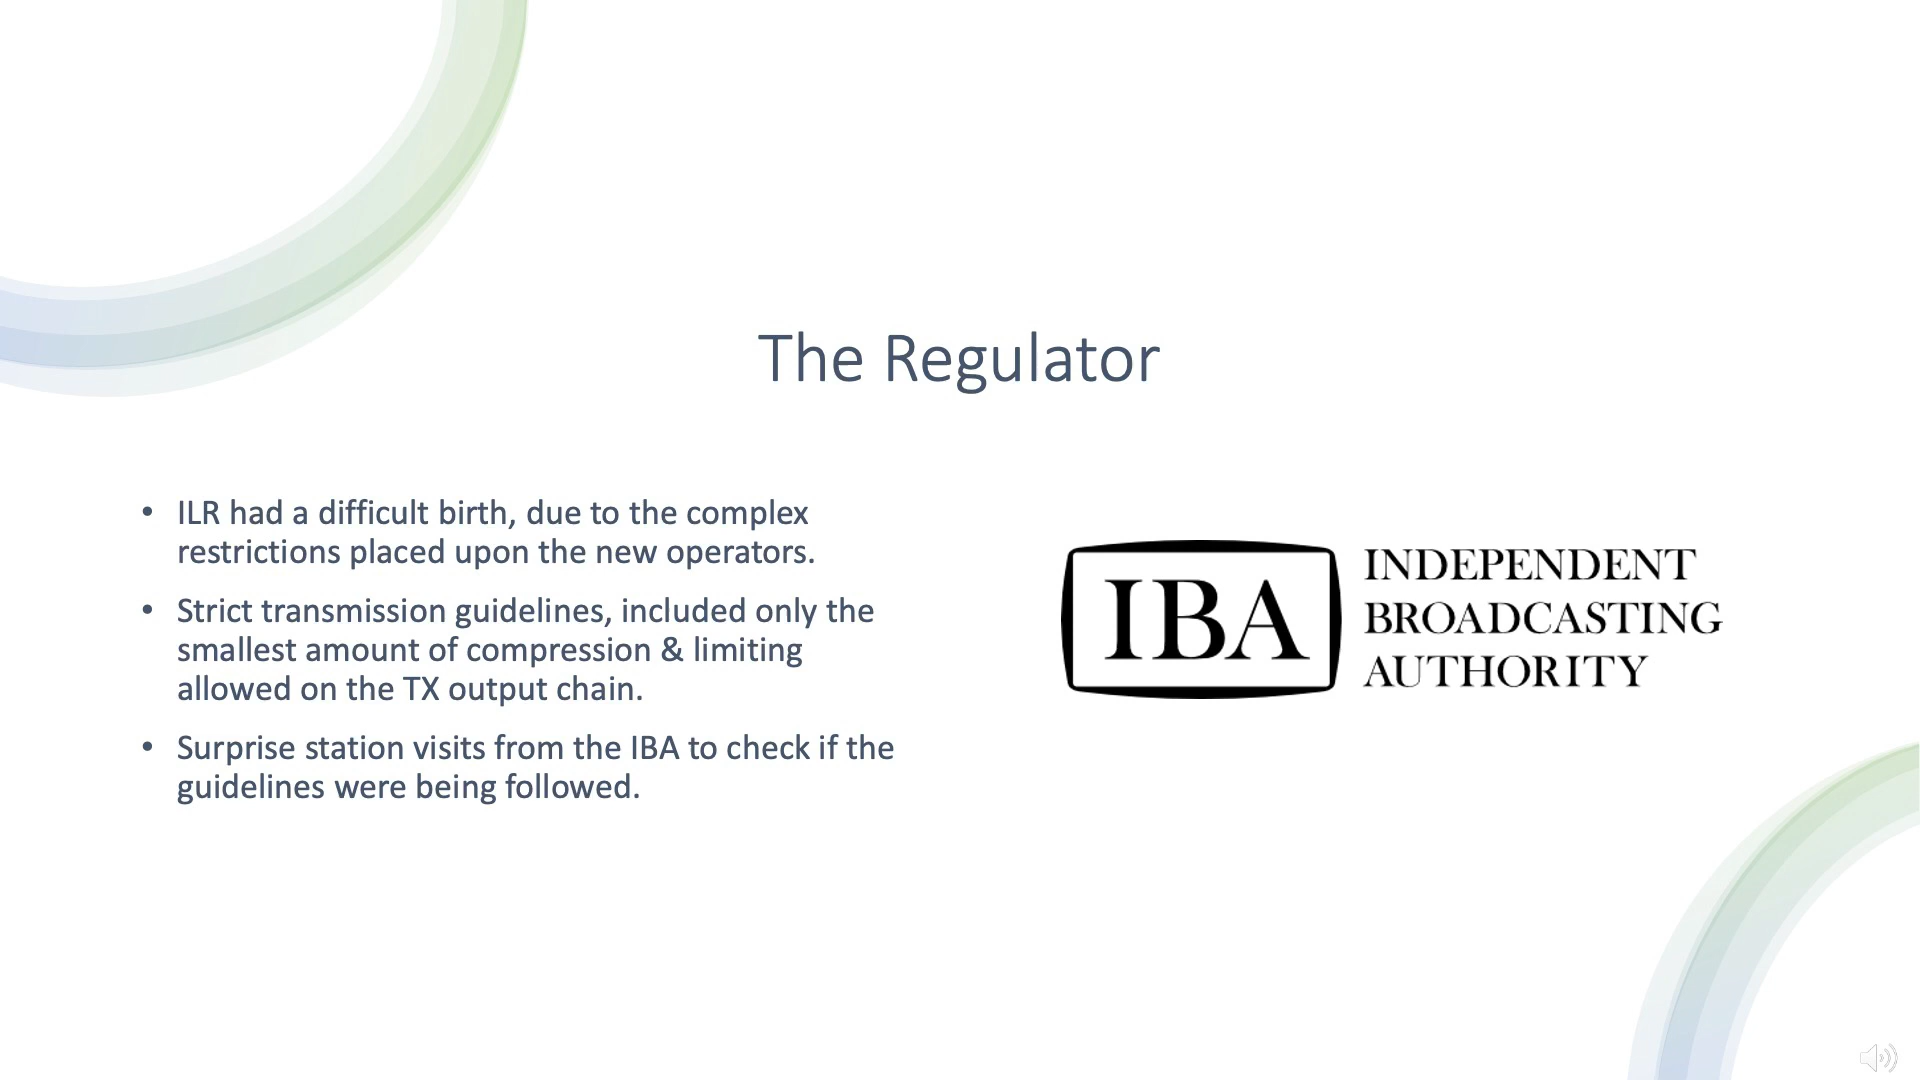 The Regulator
• ILR had a difficult birth, due to the complex
restrictions placed upon the new operators.
• Strict transmission guidelines, included only the
smallest amount of compression & limiting
allowed on the TX output chain.
• Surprise station visits from the IBA to check if the
guidelines were being followed.
IBA
INDEPENDENT
BROADCASTING
AUTHORITY